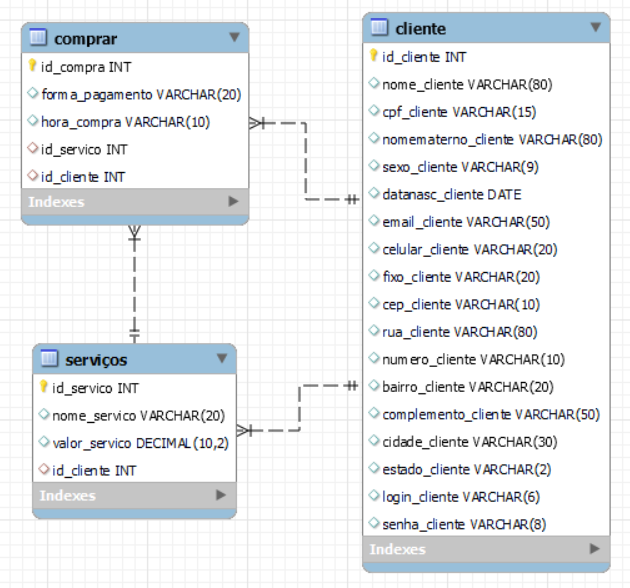 comprar
id_compra INT
forma_pagamento VARCHAR(20)
hora_compra VARCHAR(10)
id_servico INT
id_cliente INT
Indexes
serviços
id_servico INT
nome_servico VARCHAR(20)
valor_servico DECIMAL(10,2)
id_cliente INT
Indexes
cliente
id_cliente INT
nome_cliente VARCHAR(80)
cpf_cliente VARCHAR(15)
nomematerno_cliente VARCHAR(80)
sexo_cliente VARCHAR(9)
datanasc_cliente DATE
email_cliente VARCHAR(50)
celular_cliente VARCHAR(20)
fixo_cliente VARCHAR(20)
cep_cliente VARCHAR(10)
rua_cliente VARCHAR(80)
numero_cliente VARCHAR(10)
bairro_cliente VARCHAR(20)
complemento_cliente VARCHAR(50)
cidade_cliente VARCHAR(30)
estado_cliente VARCHAR(2)
login_cliente VARCHAR(6)
senha_cliente VARCHAR(8)
Indexes